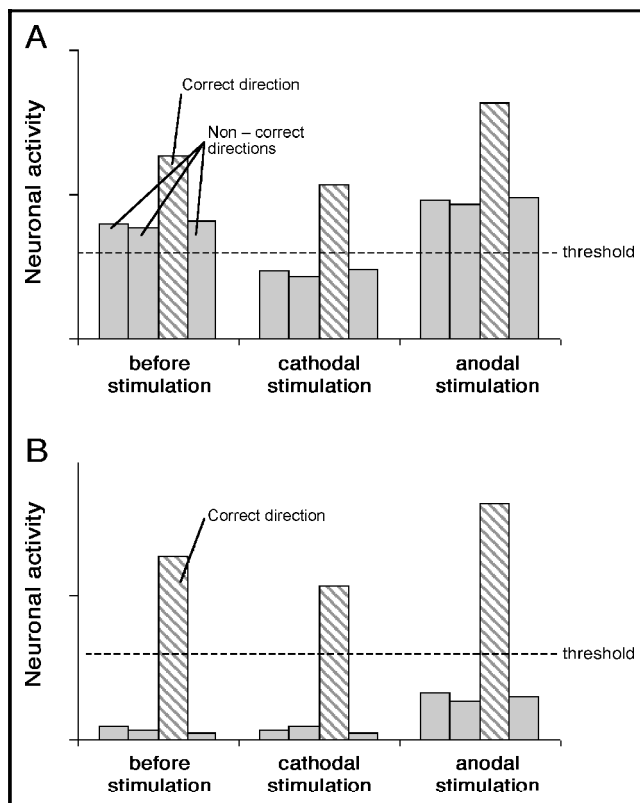 A
Neuronal activity
Correct direction
Non – correct
directions
threshold
before
stimulation
cathodal
stimulation
anodal
stimulation
B
Neuronal activity
Correct direction
threshold
before
stimulation
cathodal
stimulation
anodal
stimulation